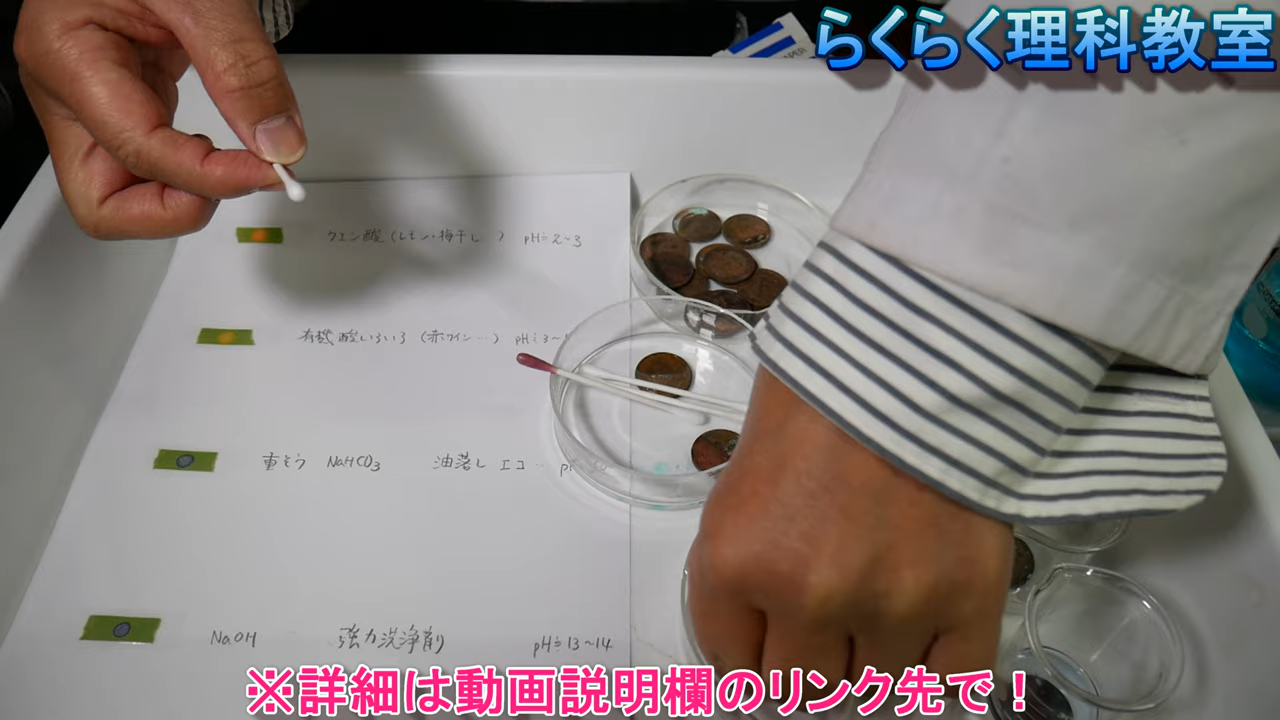 らくらく理科教室
クエン酸(レモン・梅干し ) pH≒2~3
有機酸いろいろ(赤ワイン…) pH≒3~
重そう NaHCO3 油落し エコ…
NaOH 強力洗浄剤 pH≒13~14
※詳細は動画説明欄のリンク先で!